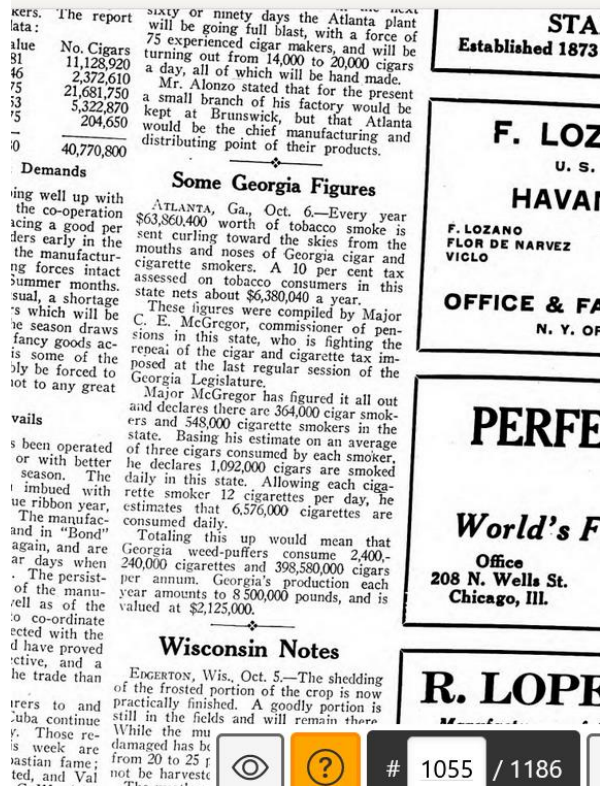 kers. The report
data:
alue No. Cigars
81 11,128,920
46 2,372,610
75 21,681,750
53 5,322,870
75 204,650
0 40,770,800
Demands
ing well up with
the co-operation
acing a good per
ders early in the
the manufactur-
ng forces intact
Summer months.
sual, a shortage
s which will be
he season draws
fancy goods ac-
is some of the
bly be forced to
not to any great
vails
s been operated
or with better
season. The
imbued with
ue ribbon year,
The manufac-
and in "Bond"
again, and are
ar days when
The persist-
of the manu-
well as of the
to co-ordinate
ected with the
d have proved
ective, and a
he trade than
urers to and
Cuba continue
y. Those re-
is week are
bastian fame;
ted, and Val
sixty or ninety days the Atlanta plant
will be going full blast, with a force of
75 experienced cigar makers, and will be
turning out from 14,000 to 20,000 cigars
a day, all of which will be hand made.
Mr. Alonzo stated that for the present
a small branch of his factory would be
kept at Brunswick, but that Atlanta
would be the chief manufacturing and
distributing point of their products.
Some Georgia Figures
ATLANTA, Ga., Oct. 6.—Every year
$63,860,400 worth of tobacco smoke is
sent curling toward the skies from the
mouths and noses of Georgia cigar and
cigarette smokers. A 10 per cent tax
assessed on tobacco consumers in this
state nets about $6,380,040 a year.
These figures were compiled by Major
C. E. McGregor, commissioner of pen-
sions in this state, who is fighting the
repeai of the cigar and cigarette tax im-
posed at the last regular session of the
Georgia Legislature.
Major McGregor has figured it all out
and declares there are 364,000 cigar smok-
ers and 548,000 cigarette smokers in the
state. Basing his estimate on an average
of three cigars consumed by each smoker,
he declares 1,092,000 cigars are smoked
daily in this state. Allowing each ciga-
rette smoker 12 cigarettes per day, he
estimates that 6,576,000 cigarettes are
consumed daily.
Totaling this up would mean that
Georgia weed-puffers consume 2,400,-
240,000 cigarettes and 398,580,000 cigars
per annum. Georgia's production each
year amounts to 8 500,000 pounds, and is
valued at $2,125,000.
Wisconsin Notes
EDGERTON, Wis., Oct. 5.—The shedding
of the frosted portion of the crop is now
practically finished. A goodly portion is
still in the fields and will remain there
While the mu
damaged has be
from 20 to 25 p
not be harveste
STA
Established 1873
F. LOZ
U. S.
HAVAN
F. LOZANO
FLOR DE NARVEZ
VICLO
OFFICE & FA
N. Y. OF
PERFE
World's F
Office
208 N. Wells St.
Chicago, Ill.
R. LOPE
?
# 1055 / 1186